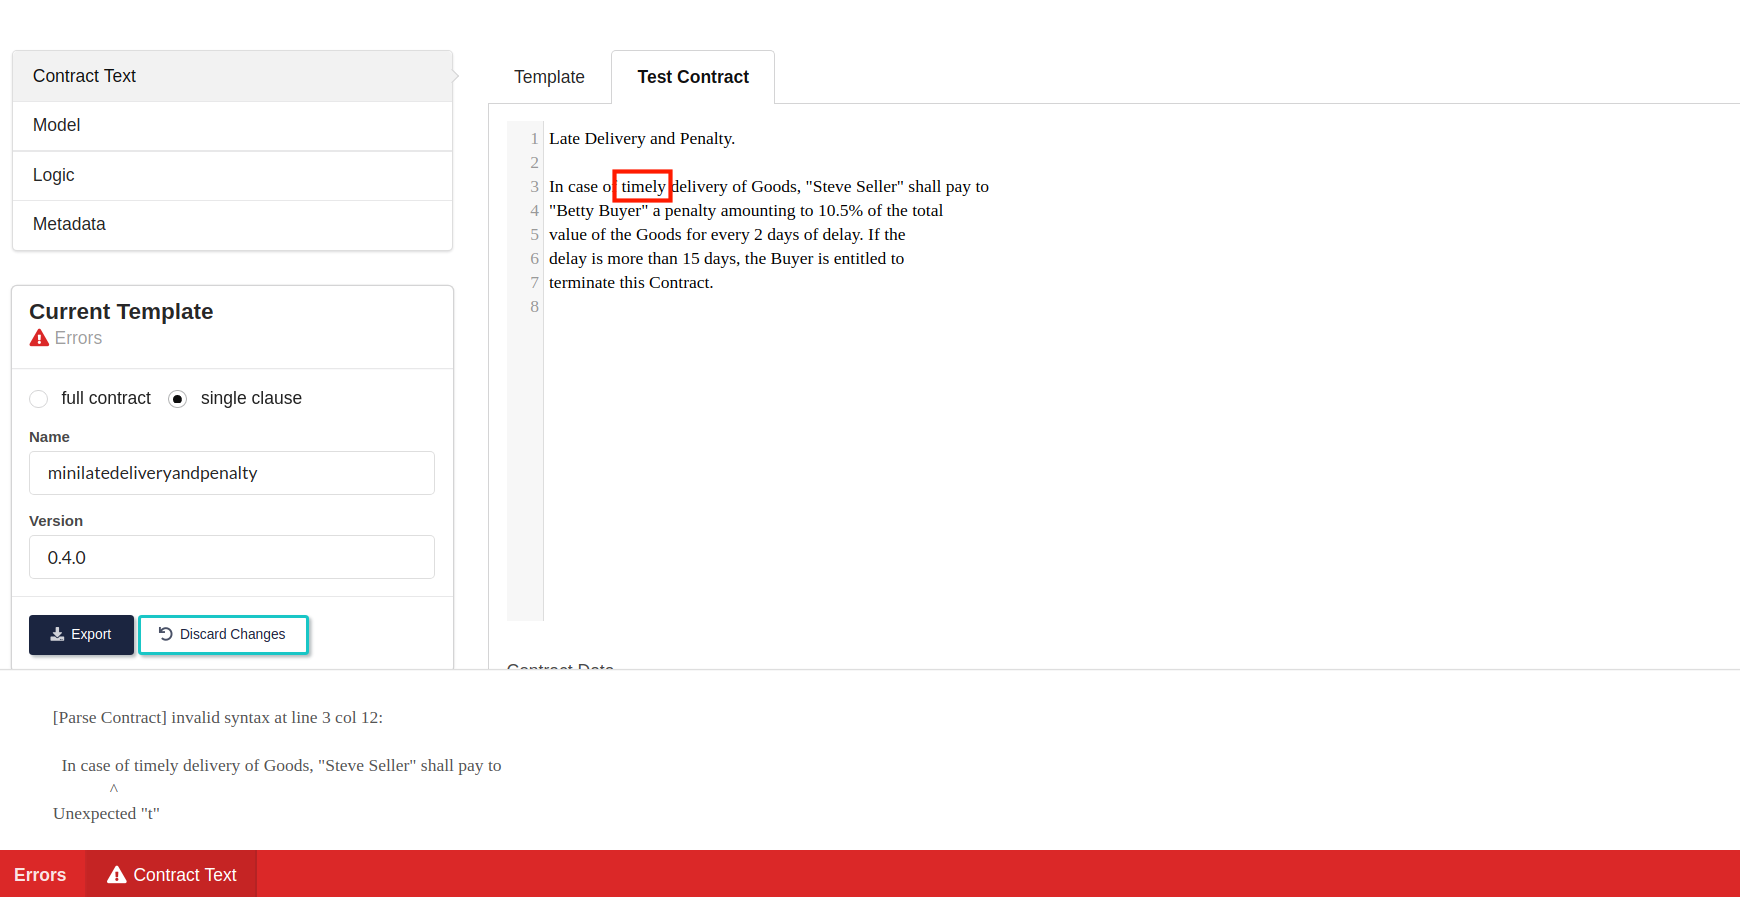 Contract Text
Model
Logic
Metadata
Current Template
Errors
full contract single clause
Name
minilatedeliveryandpenalty
Version
0.4.0
Export Discard Changes
Template Test Contract
1 Late Delivery and Penalty.
2
3 In case of timely delivery of Goods, "Steve Seller" shall pay to
4 "Betty Buyer" a penalty amounting to 10.5% of the total
5 value of the Goods for every 2 days of delay. If the
6 delay is more than 15 days, the Buyer is entitled to
7 terminate this Contract.
8
Contract Data
[Parse Contract] invalid syntax at line 3 col 12:
In case of timely delivery of Goods, "Steve Seller" shall pay to
^
Unexpected "t"
Errors Contract Text